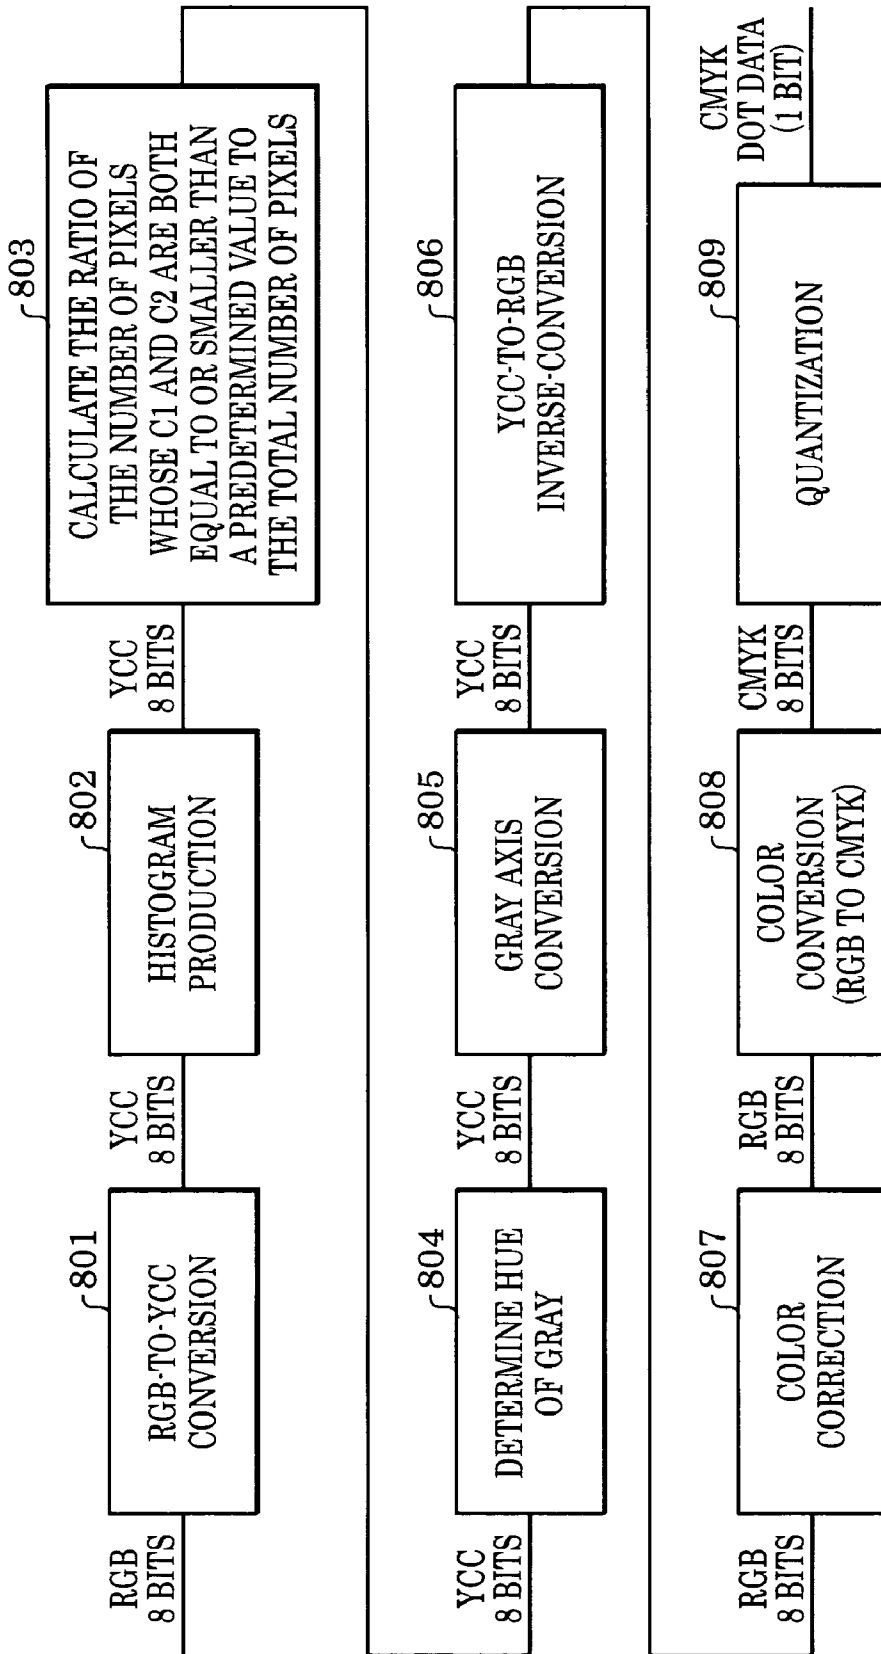 RGB
8 BITS
801
RGB-TO-YCC
CONVERSION
YCC
8 BITS
802
HISTOGRAM
PRODUCTION
YCC
8 BITS
803
CALCULATE THE RATIO OF
THE NUMBER OF PIXELS
WHOSE C1 AND C2 ARE BOTH
EQUAL TO OR SMALLER THAN
A PREDETERMINED VALUE TO
THE TOTAL NUMBER OF PIXELS
YCC
8 BITS
804
DETERMINE HUE
OF GRAY
YCC
8 BITS
805
GRAY AXIS
CONVERSION
YCC
8 BITS
806
YCC-TO-RGB
INVERSE-CONVERSION
RGB
8 BITS
807
COLOR
CORRECTION
RGB
8 BITS
808
COLOR
CONVERSION
(RGB TO CMYK)
CMYK
8 BITS
809
QUANTIZATION
CMYK
DOT DATA
(1 BIT)